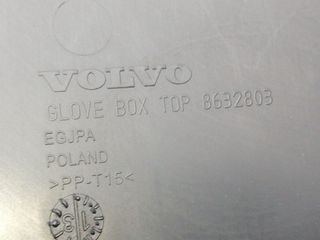 VOLVO
GLOVE BOX TOP 8632803
EGJPA
POLAND
>PP-T15<